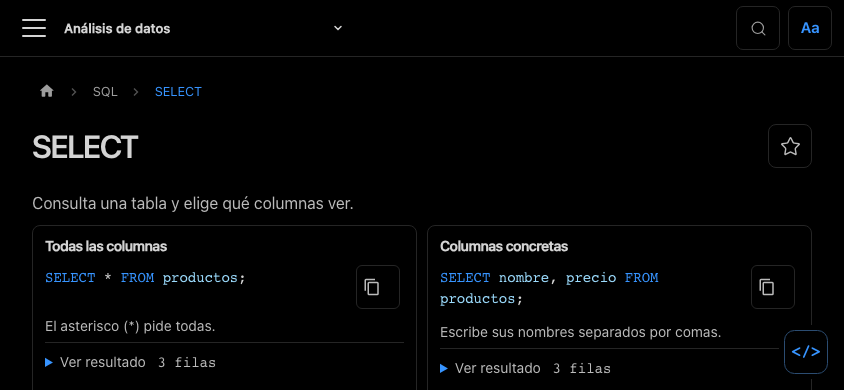 Análisis de datos
Aa
SQL
SELECT
SELECT
Consulta una tabla y elige qué columnas ver.
Todas las columnas
SELECT * FROM productos;
El asterisco (*) pide todas.
Ver resultado 3 filas
Columnas concretas
SELECT nombre, precio FROM
productos;
Escribe sus nombres separados por comas.
Ver resultado 3 filas
</>